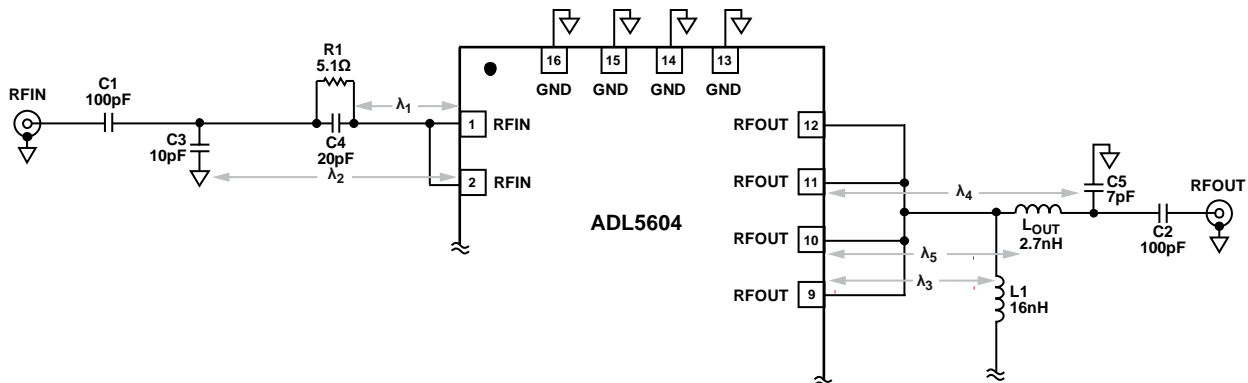 16
15
14
13
GND
GND
GND
GND
R1
5.1Ω
C1
100pF
RFIN
λ1
1
RFIN
C3
10pF
C4
20pF
λ2
2
RFIN
ADL5604
RFOUT
12
RFOUT
11
λ4
C5
7pF
RFOUT
RFOUT
10
LOUT
2.7nH
C2
100pF
λ5
RFOUT
9
λ3
L1
16nH